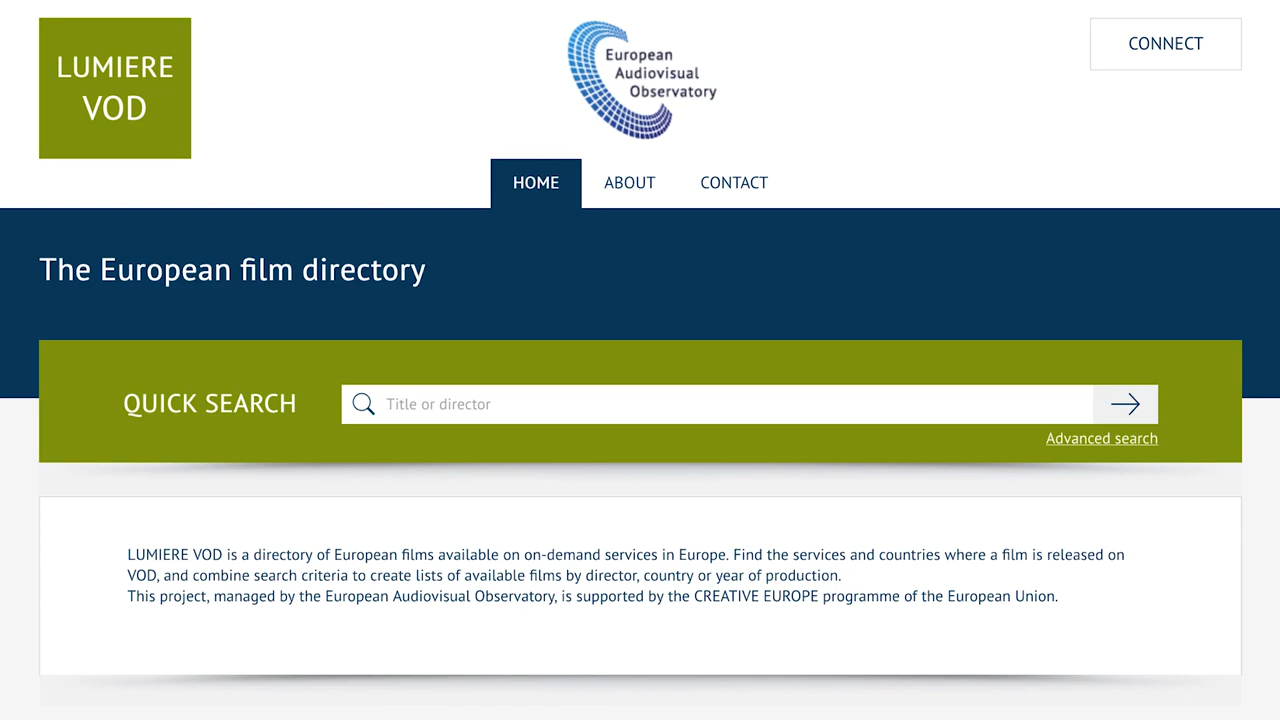 LUMIERE
VOD
European
Audiovisual
Observatory
CONNECT
HOME
ABOUT
CONTACT
The European film directory
QUICK SEARCH
Title or director
Advanced search
LUMIERE VOD is a directory of European films available on on-demand services in Europe. Find the services and countries where a film is released on
VOD, and combine search criteria to create lists of available films by director, country or year of production.
This project, managed by the European Audiovisual Observatory, is supported by the CREATIVE EUROPE programme of the European Union.